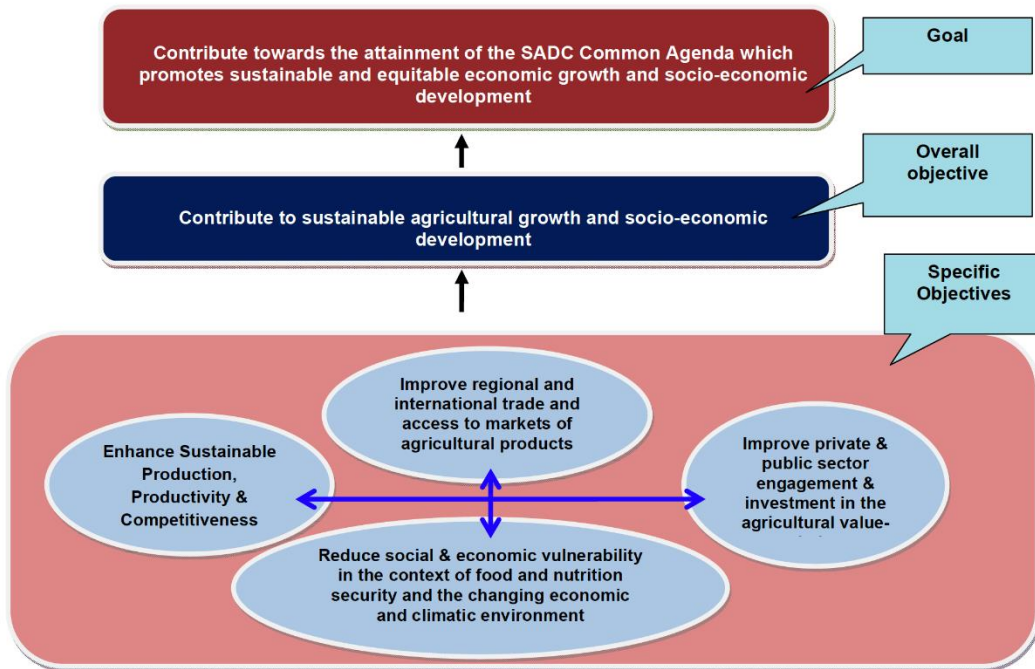 Contribute towards the attainment of the SADC Common Agenda which
promotes sustainable and equitable economic growth and socio-economic
development
Goal
Contribute to sustainable agricultural growth and socio-economic
development
Overall
objective
Specific
Objectives
Improve regional and
international trade and
access to markets of
agricultural products
Enhance Sustainable
Production,
Productivity &
Competitiveness
Improve private &
public sector
engagement &
investment in the
agricultural value-
Reduce social & economic vulnerability
in the context of food and nutrition
security and the changing economic
and climatic environment